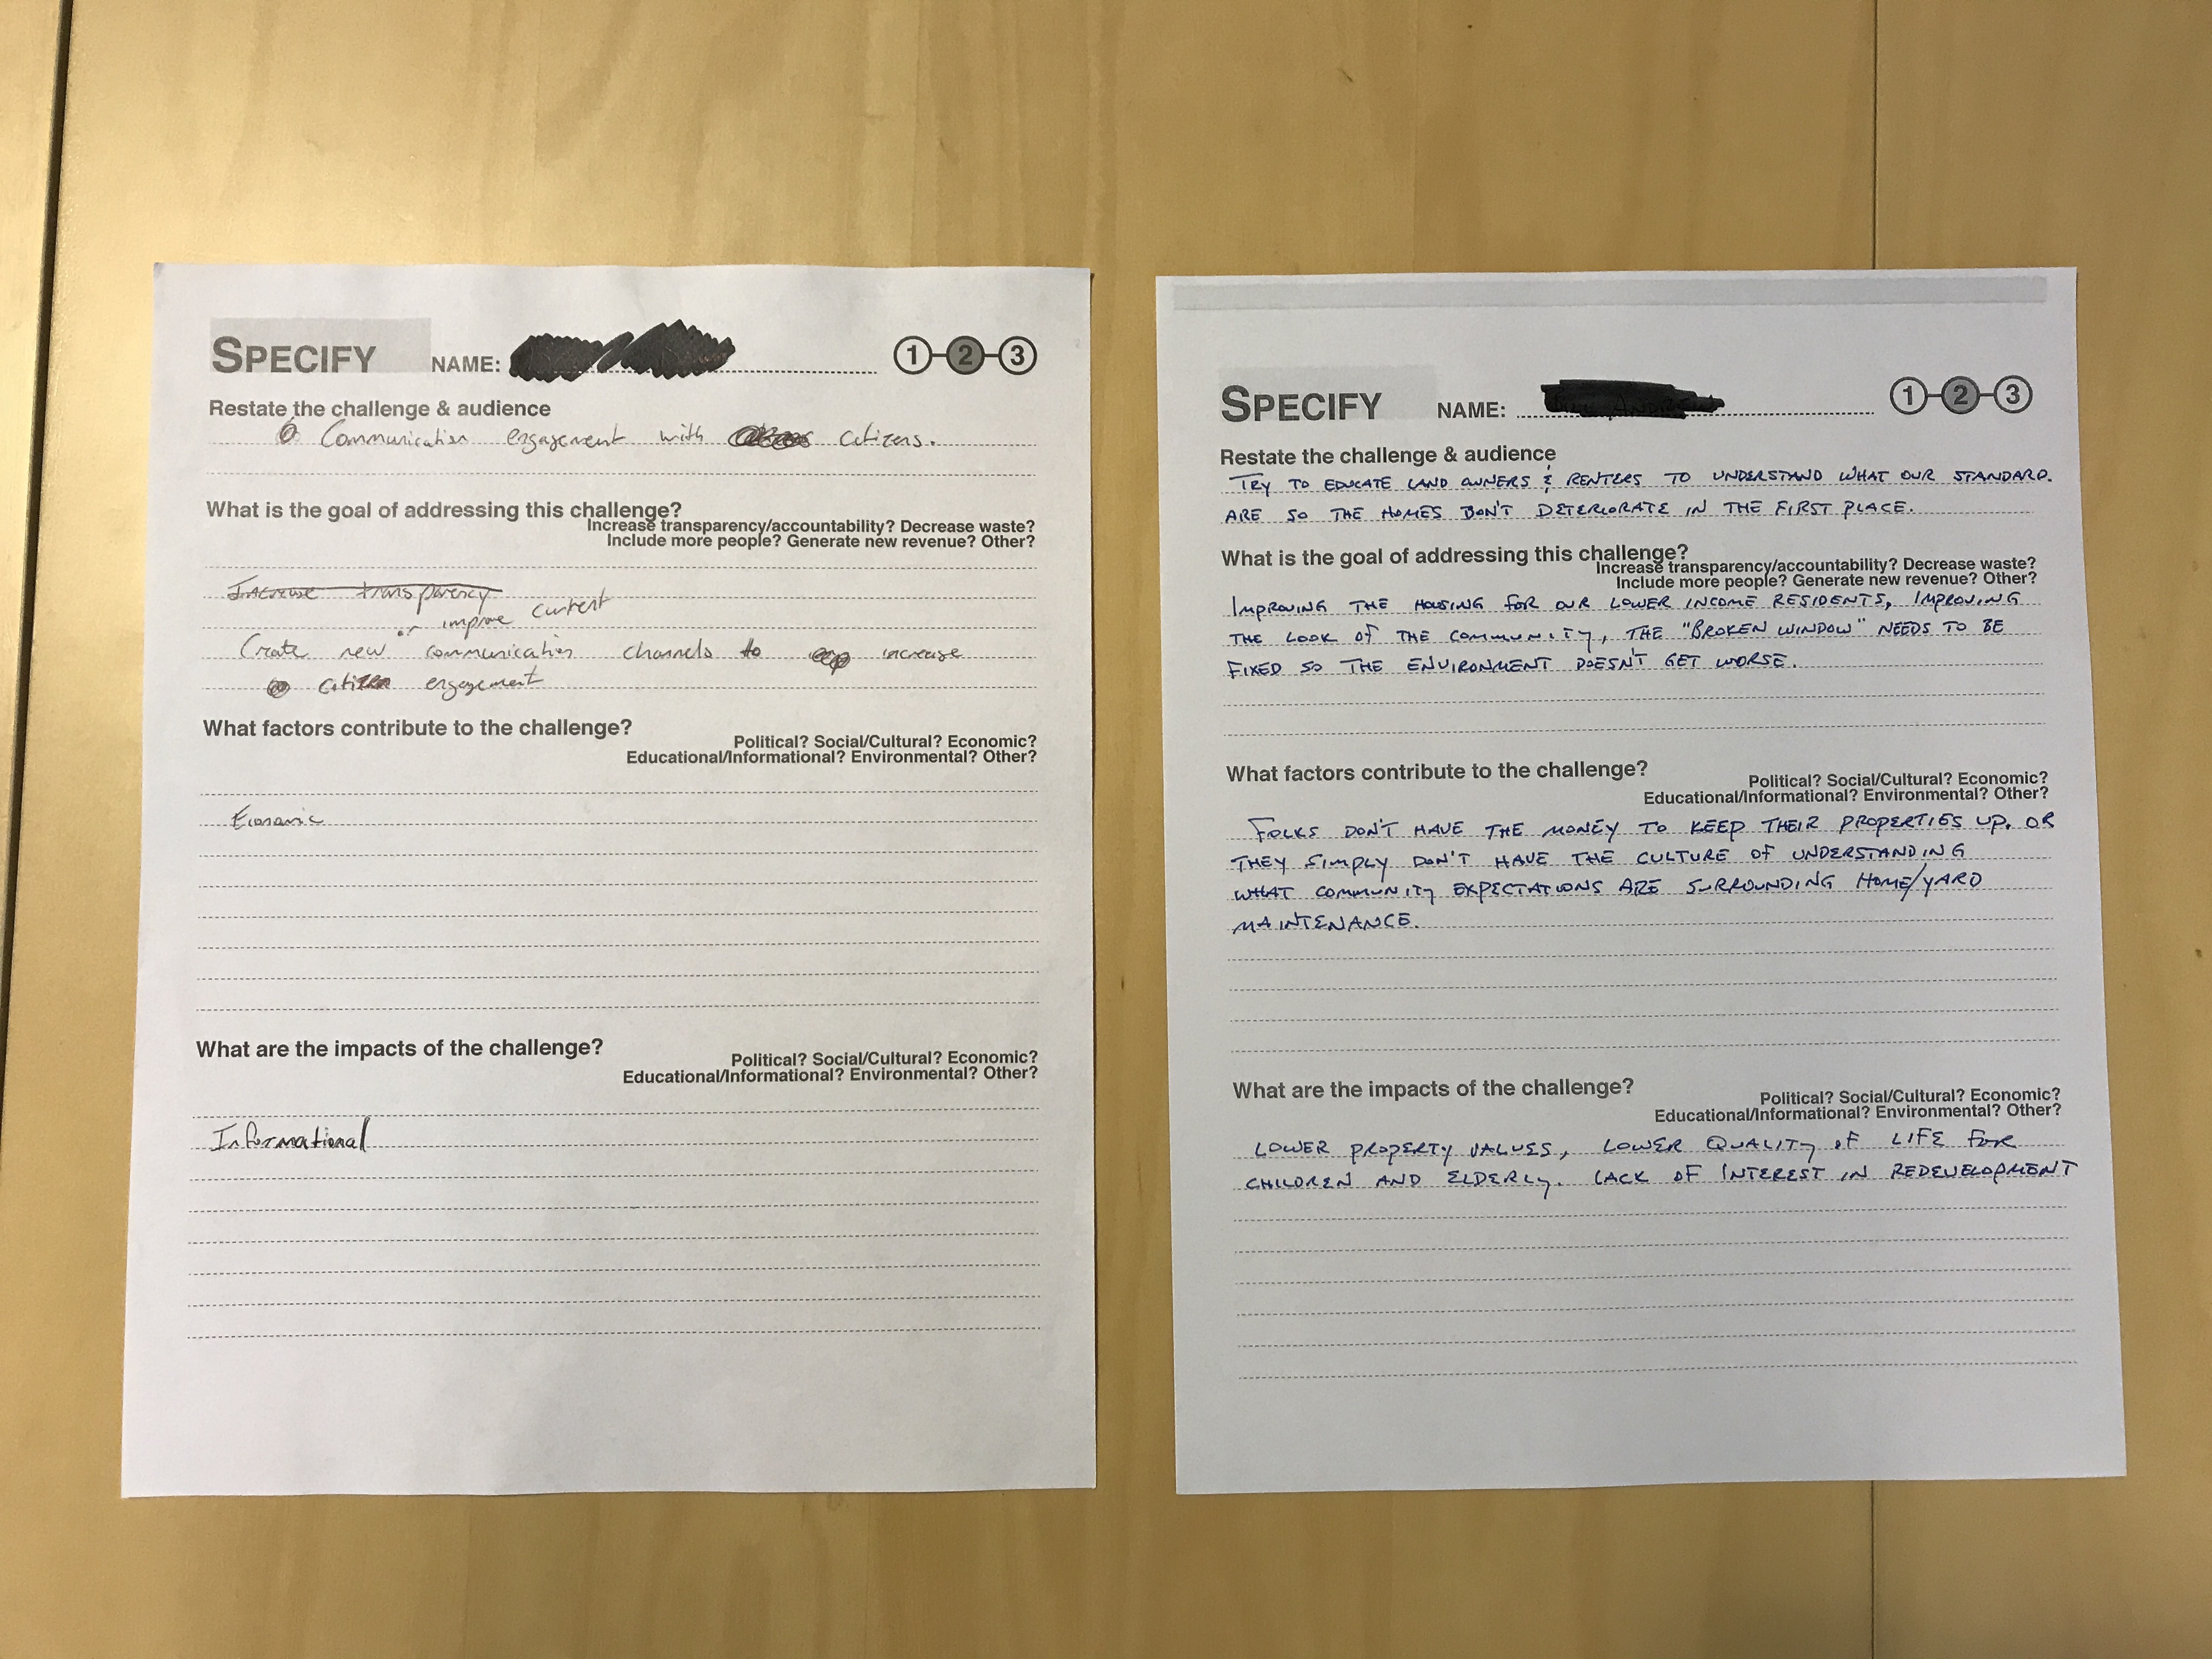 SPECIFY NAME: 1 2 3
Restate the challenge & audience
Communication engagement with citizens.
What is the goal of addressing this challenge?
Increase transparency/accountability? Decrease waste?
Include more people? Generate new revenue? Other?
Increase transparency
or improve current
Create new communication channels to increase
citizen engagement
What factors contribute to the challenge?
Political? Social/Cultural? Economic?
Educational/Informational? Environmental? Other?
Economic
What are the impacts of the challenge?
Political? Social/Cultural? Economic?
Educational/Informational? Environmental? Other?
Informational
SPECIFY NAME: 1 2 3
Restate the challenge & audience
TRY TO EDUCATE LAND OWNERS & RENTERS TO UNDERSTAND WHAT OUR STANDARD.
ARE SO THE HOMES DON'T DETERIORATE IN THE FIRST PLACE.
What is the goal of addressing this challenge?
Increase transparency/accountability? Decrease waste?
Include more people? Generate new revenue? Other?
IMPROVING THE HOUSING FOR OUR LOWER INCOME RESIDENTS, IMPROVING
THE LOOK OF THE COMMUNITY, THE "BROKEN WINDOW" NEEDS TO BE
FIXED SO THE ENVIRONMENT DOESN'T GET WORSE.
What factors contribute to the challenge?
Political? Social/Cultural? Economic?
Educational/Informational? Environmental? Other?
FOLKS DON'T HAVE THE MONEY TO KEEP THEIR PROPERTIES UP. OR
THEY SIMPLY DON'T HAVE THE CULTURE OF UNDERSTANDING
WHAT COMMUNITY EXPECTATIONS ARE SURROUNDING HOME/YARD
MAINTENANCE.
What are the impacts of the challenge?
Political? Social/Cultural? Economic?
Educational/Informational? Environmental? Other?
LOWER PROPERTY VALUES, LOWER QUALITY OF LIFE FOR
CHILDREN AND ELDERLY. LACK OF INTEREST IN REDEVELOPMENT